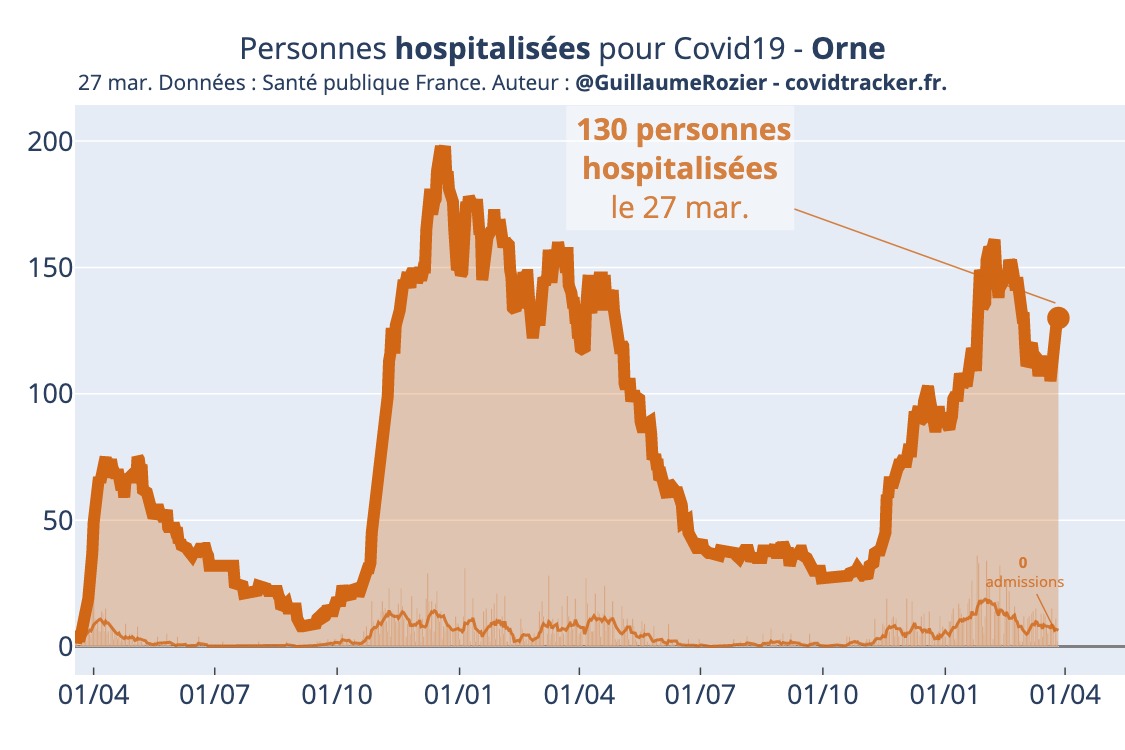 Personnes hospitalisées pour Covid19 - Orne
27 mar. Données : Santé publique France. Auteur : @GuillaumeRozier - covidtracker.fr.
130 personnes
hospitalisées
le 27 mar.
200
150
100
50
0
0
admissions
01/04 01/07 01/10 01/01 01/04 01/07 01/10 01/01 01/04